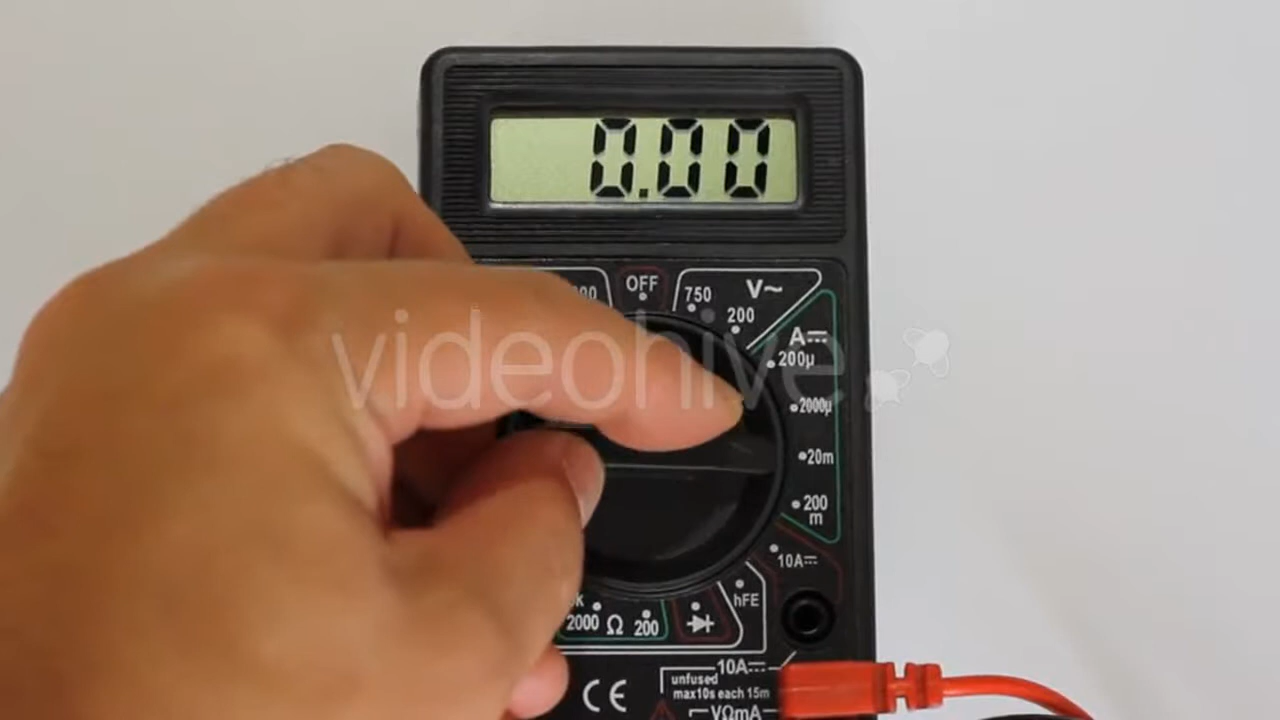 0.00
OFF
750
V~
200
A
200µ
2000µ
20m
200
m
10A
hFE
2000 Ω 200
10A
unfused
max10s each 15m
VΩmA
CE
videohive